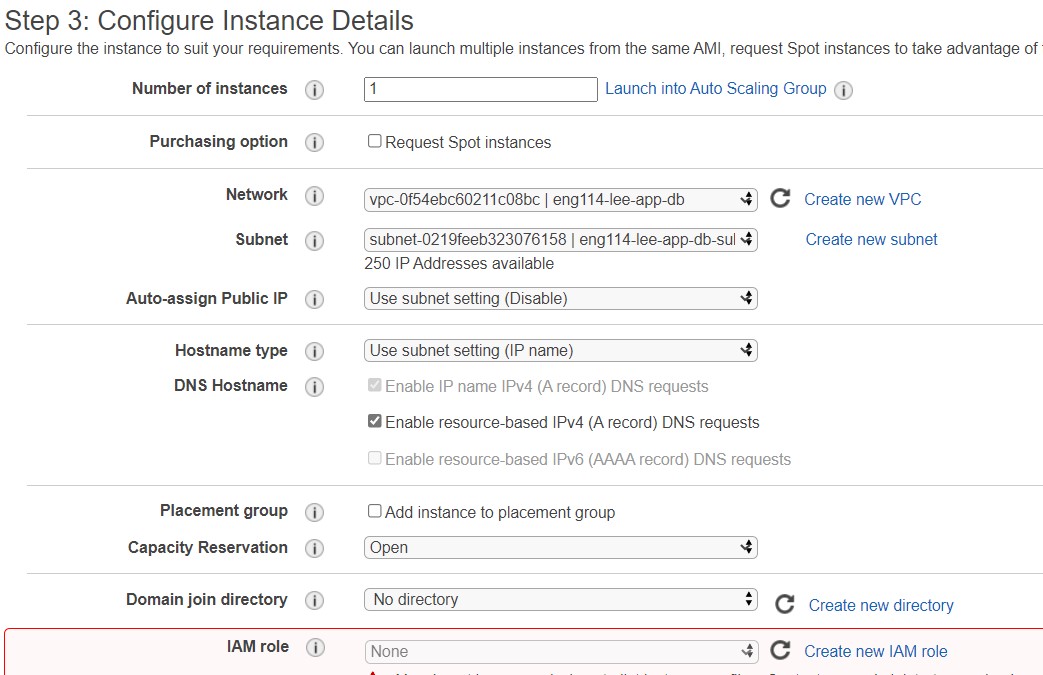 Step 3: Configure Instance Details
Configure the instance to suit your requirements. You can launch multiple instances from the same AMI, request Spot instances to take advantage of
Number of instances 1 Launch into Auto Scaling Group
Purchasing option Request Spot instances
Network vpc-0f54ebc60211c08bc | eng114-lee-app-db Create new VPC
Subnet subnet-0219feeb323076158 | eng114-lee-app-db-sul Create new subnet
250 IP Addresses available
Auto-assign Public IP Use subnet setting (Disable)
Hostname type Use subnet setting (IP name)
DNS Hostname Enable IP name IPv4 (A record) DNS requests
Enable resource-based IPv4 (A record) DNS requests
Enable resource-based IPv6 (AAAA record) DNS requests
Placement group Add instance to placement group
Capacity Reservation Open
Domain join directory No directory Create new directory
IAM role None Create new IAM role